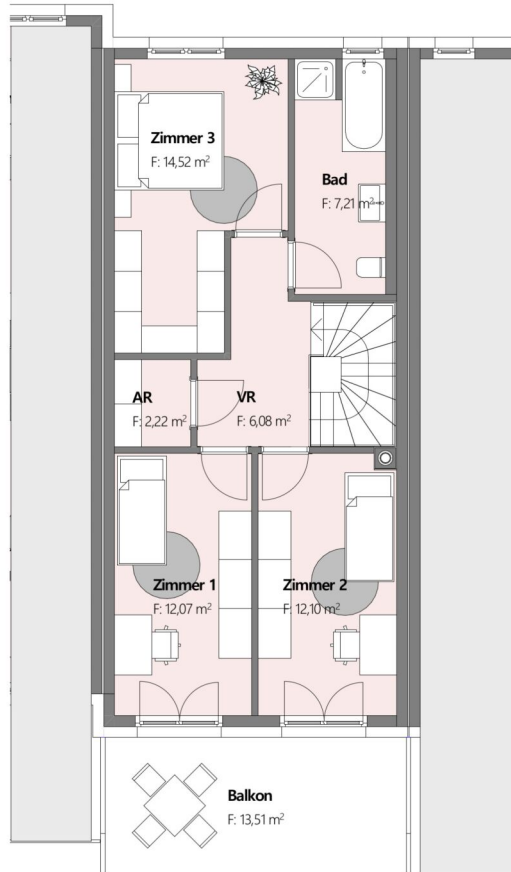 Zimmer 3
F: 14,52 m²
Bad
F: 7,21 m²
AR
F: 2,22 m²
VR
F: 6,08 m²
Zimmer 1
F: 12,07 m²
Zimmer 2
F: 12,10 m²
Balkon
F: 13,51 m²